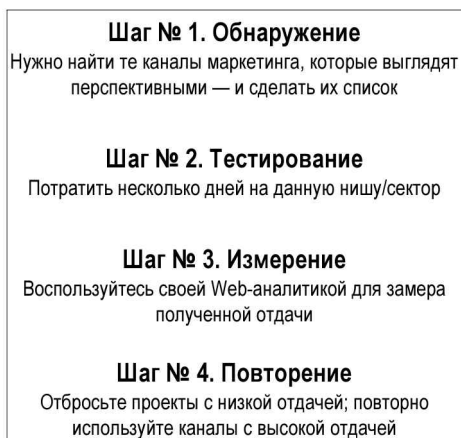 Шаг № 1. Обнаружение
Нужно найти те каналы маркетинга, которые выглядят
перспективными — и сделать их список
Шаг № 2. Тестирование
Потратить несколько дней на данную нишу/сектор
Шаг № 3. Измерение
Воспользуйтесь своей Web-аналитикой для замера
полученной отдачи
Шаг № 4. Повторение
Отбросьте проекты с низкой отдачей; повторно
используйте каналы с высокой отдачей